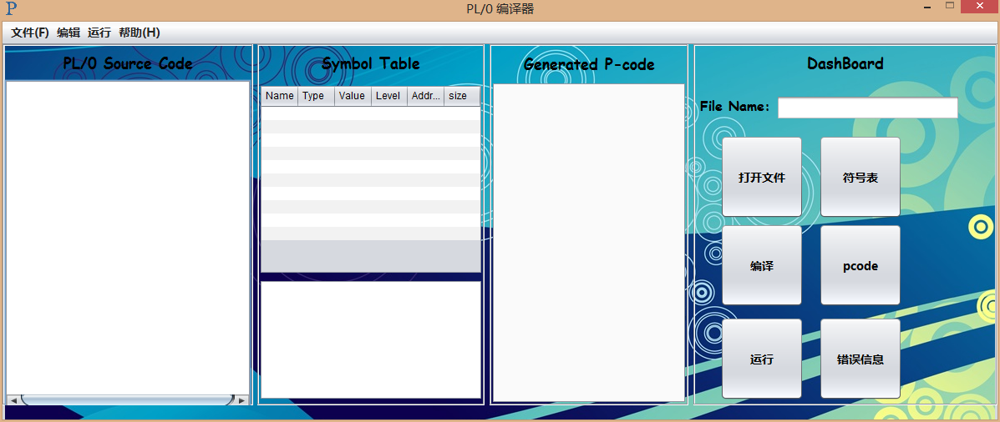 P
PL/0 编译器
文件(F) 编辑 运行 帮助(H)
PL/0 Source Code
Symbol Table
Name Type Value Level Addr... size
Generated P-code
DashBoard
File Name:
打开文件 符号表
编译 pcode
运行 错误信息